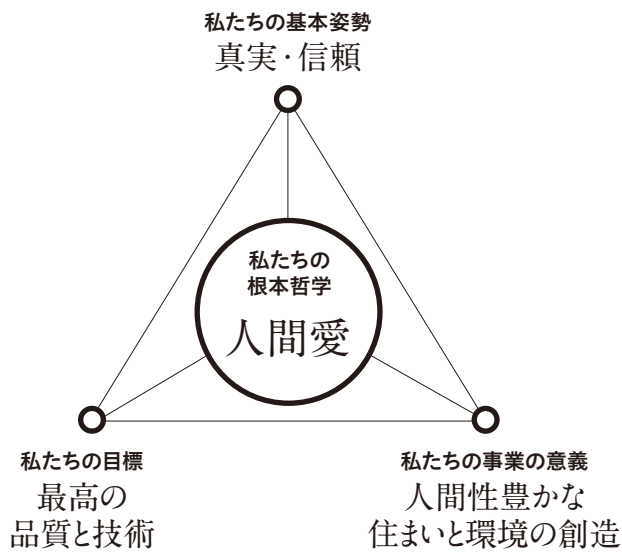 私たちの基本姿勢
真実・信頼
私たちの
根本哲学
人間愛
私たちの目標
最高の
品質と技術
私たちの事業の意義
人間性豊かな
住まいと環境の創造